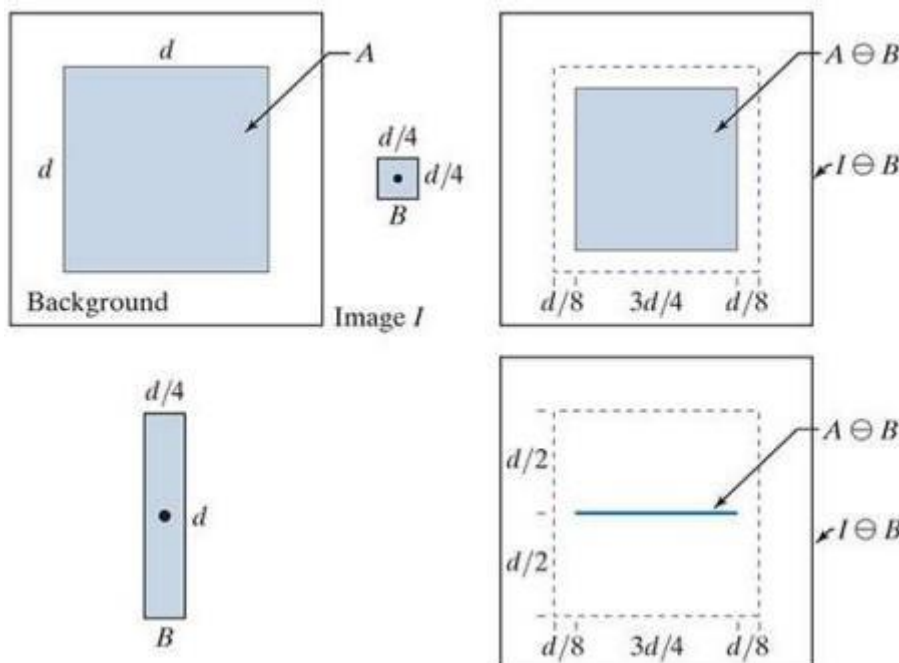 d
A
d
d/4
d/4
B
Background
Image I
A ⊖ B
I ⊖ B
d/8
3d/4
d/8
d/4
d
B
d/2
d/2
A ⊖ B
I ⊖ B
d/8
3d/4
d/8